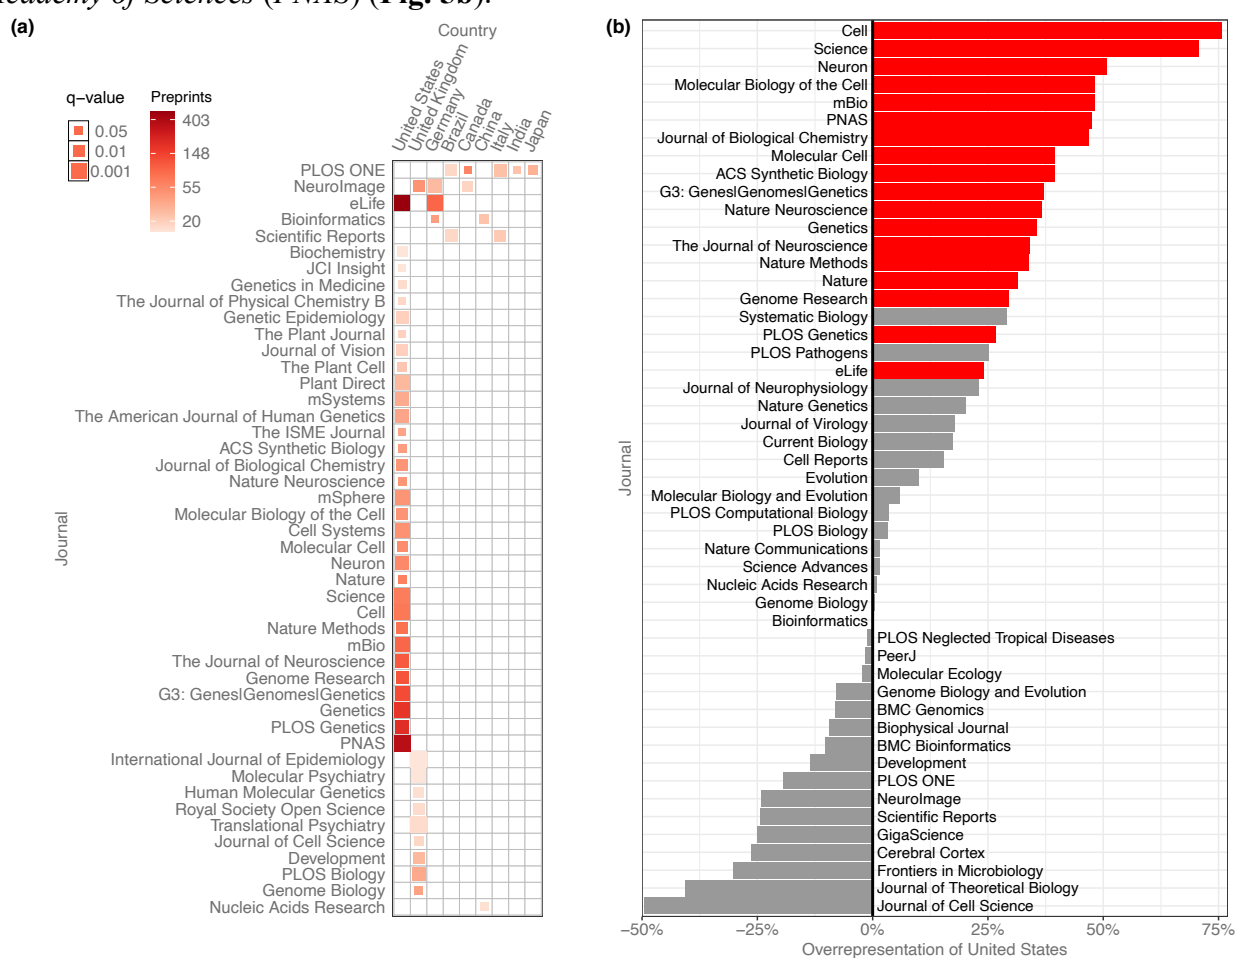 cademy of Sciences (PNAS) (Fig. 5b).
(a)
Country
q−value
0.05
0.01
0.001
Preprints
403
148
55
20
United States
United Kingdom
Germany
Brazil
Canada
China
Italy
India
Japan
Journal
PLOS ONE
NeuroImage
eLife
Bioinformatics
Scientific Reports
Biochemistry
JCI Insight
Genetics in Medicine
The Journal of Physical Chemistry B
Genetic Epidemiology
The Plant Journal
Journal of Vision
The Plant Cell
Plant Direct
mSystems
The American Journal of Human Genetics
The ISME Journal
ACS Synthetic Biology
Journal of Biological Chemistry
Nature Neuroscience
mSphere
Molecular Biology of the Cell
Cell Systems
Molecular Cell
Neuron
Nature
Science
Cell
Nature Methods
mBio
The Journal of Neuroscience
Genome Research
G3: Genes|Genomes|Genetics
Genetics
PLOS Genetics
PNAS
International Journal of Epidemiology
Molecular Psychiatry
Human Molecular Genetics
Royal Society Open Science
Translational Psychiatry
Journal of Cell Science
Development
PLOS Biology
Genome Biology
Nucleic Acids Research
(b)
Journal
Cell
Science
Neuron
Molecular Biology of the Cell
mBio
PNAS
Journal of Biological Chemistry
Molecular Cell
ACS Synthetic Biology
G3: Genes|Genomes|Genetics
Nature Neuroscience
Genetics
The Journal of Neuroscience
Nature Methods
Nature
Genome Research
Systematic Biology
PLOS Genetics
PLOS Pathogens
eLife
Journal of Neurophysiology
Nature Genetics
Journal of Virology
Current Biology
Cell Reports
Evolution
Molecular Biology and Evolution
PLOS Computational Biology
PLOS Biology
Nature Communications
Science Advances
Nucleic Acids Research
Genome Biology
Bioinformatics
PLOS Neglected Tropical Diseases
PeerJ
Molecular Ecology
Genome Biology and Evolution
BMC Genomics
Biophysical Journal
BMC Bioinformatics
Development
PLOS ONE
NeuroImage
Scientific Reports
GigaScience
Cerebral Cortex
Frontiers in Microbiology
Journal of Theoretical Biology
Journal of Cell Science
−50% −25% 0% 25% 50% 75%
Overrepresentation of United States